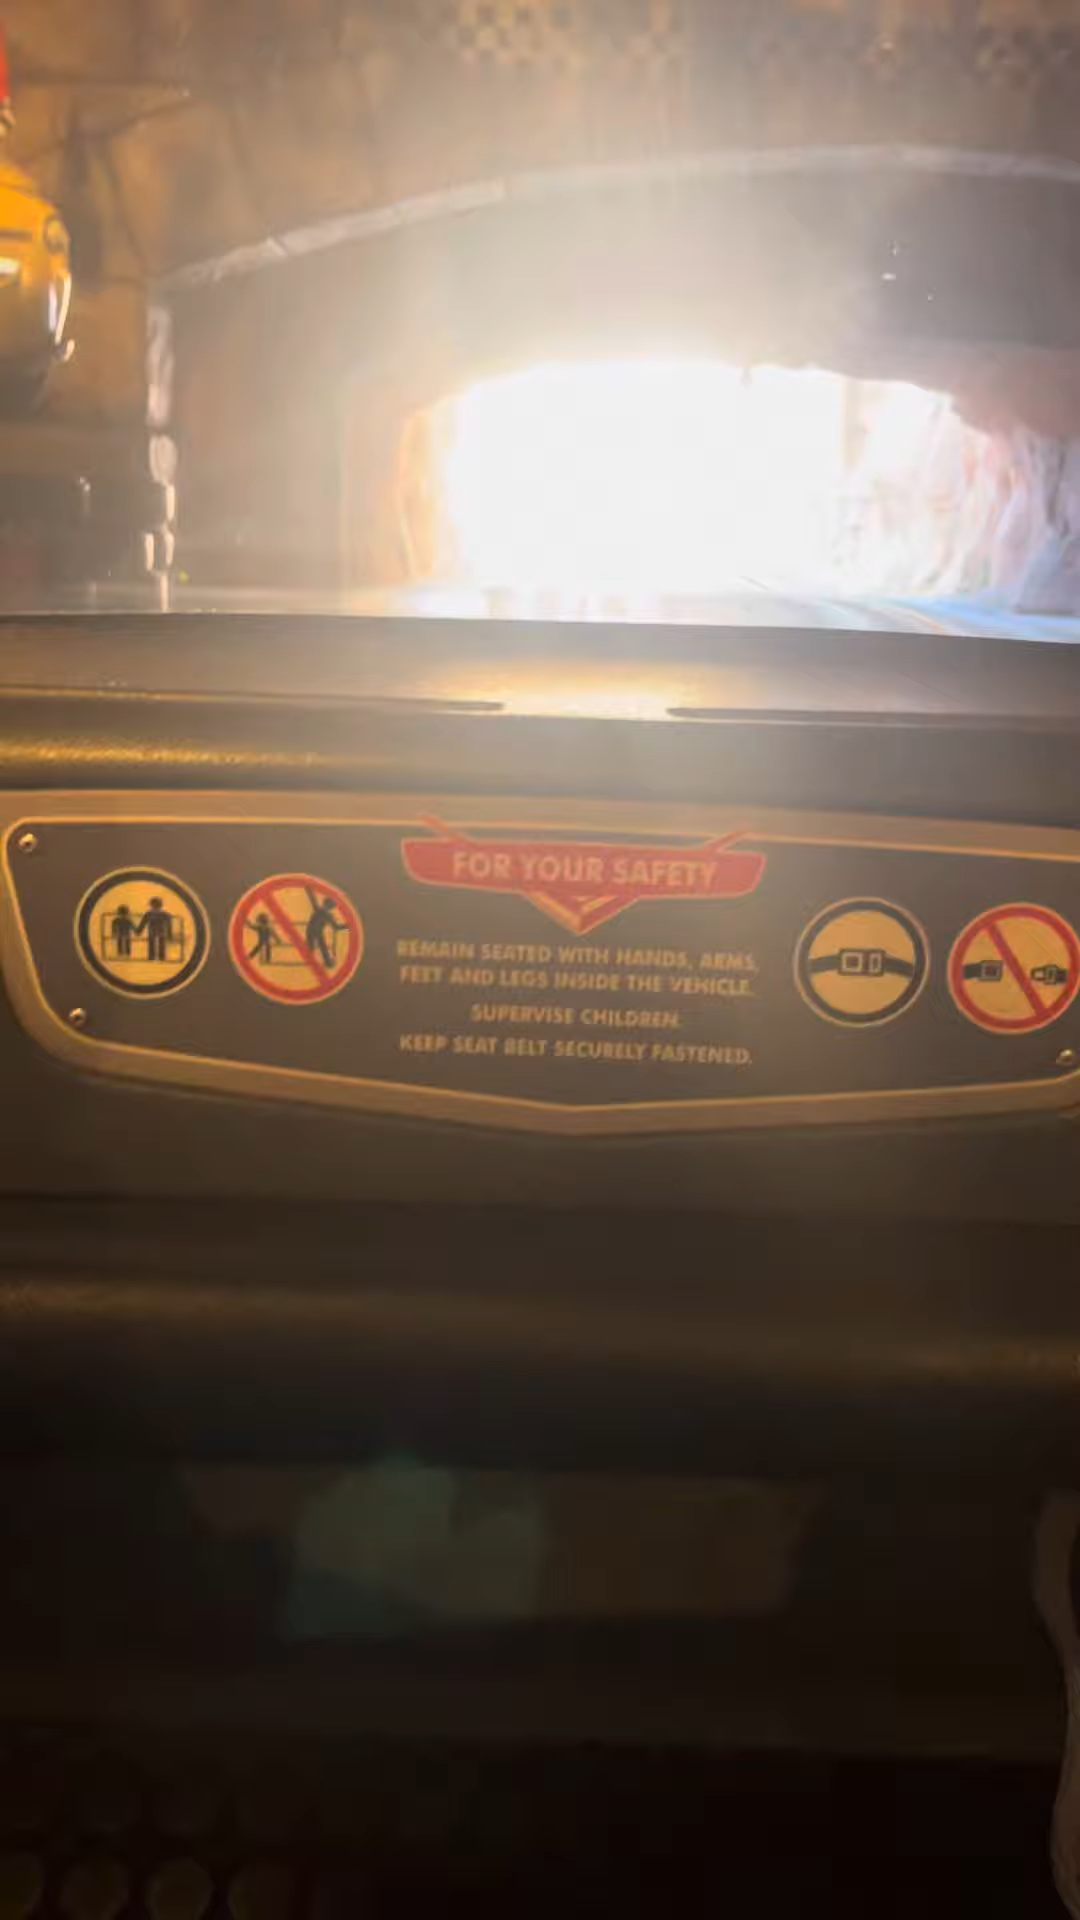 FOR YOUR SAFETY
REMAIN SEATED WITH HANDS, ARMS,
FEET AND LEGS INSIDE THE VEHICLE.
SUPERVISE CHILDREN.
KEEP SEAT BELT SECURELY FASTENED.